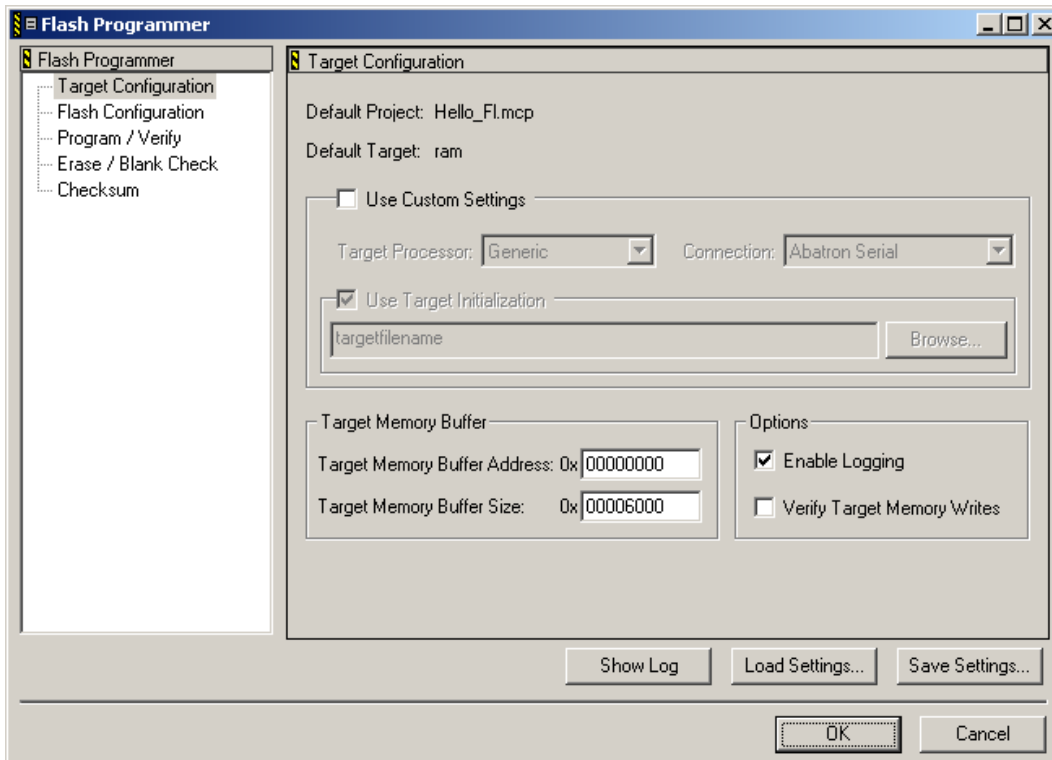 Flash Programmer
Flash Programmer
Target Configuration
Flash Configuration
Program / Verify
Erase / Blank Check
Checksum
Target Configuration
Default Project: Hello_Fl.mcp
Default Target: ram
Use Custom Settings
Target Processor: Generic Connection: Abatron Serial
Use Target Initialization
targetfilename Browse...
Target Memory Buffer
Target Memory Buffer Address: 0x 00000000
Target Memory Buffer Size: 0x 00006000
Options
Enable Logging
Verify Target Memory Writes
Show Log Load Settings... Save Settings...
OK Cancel